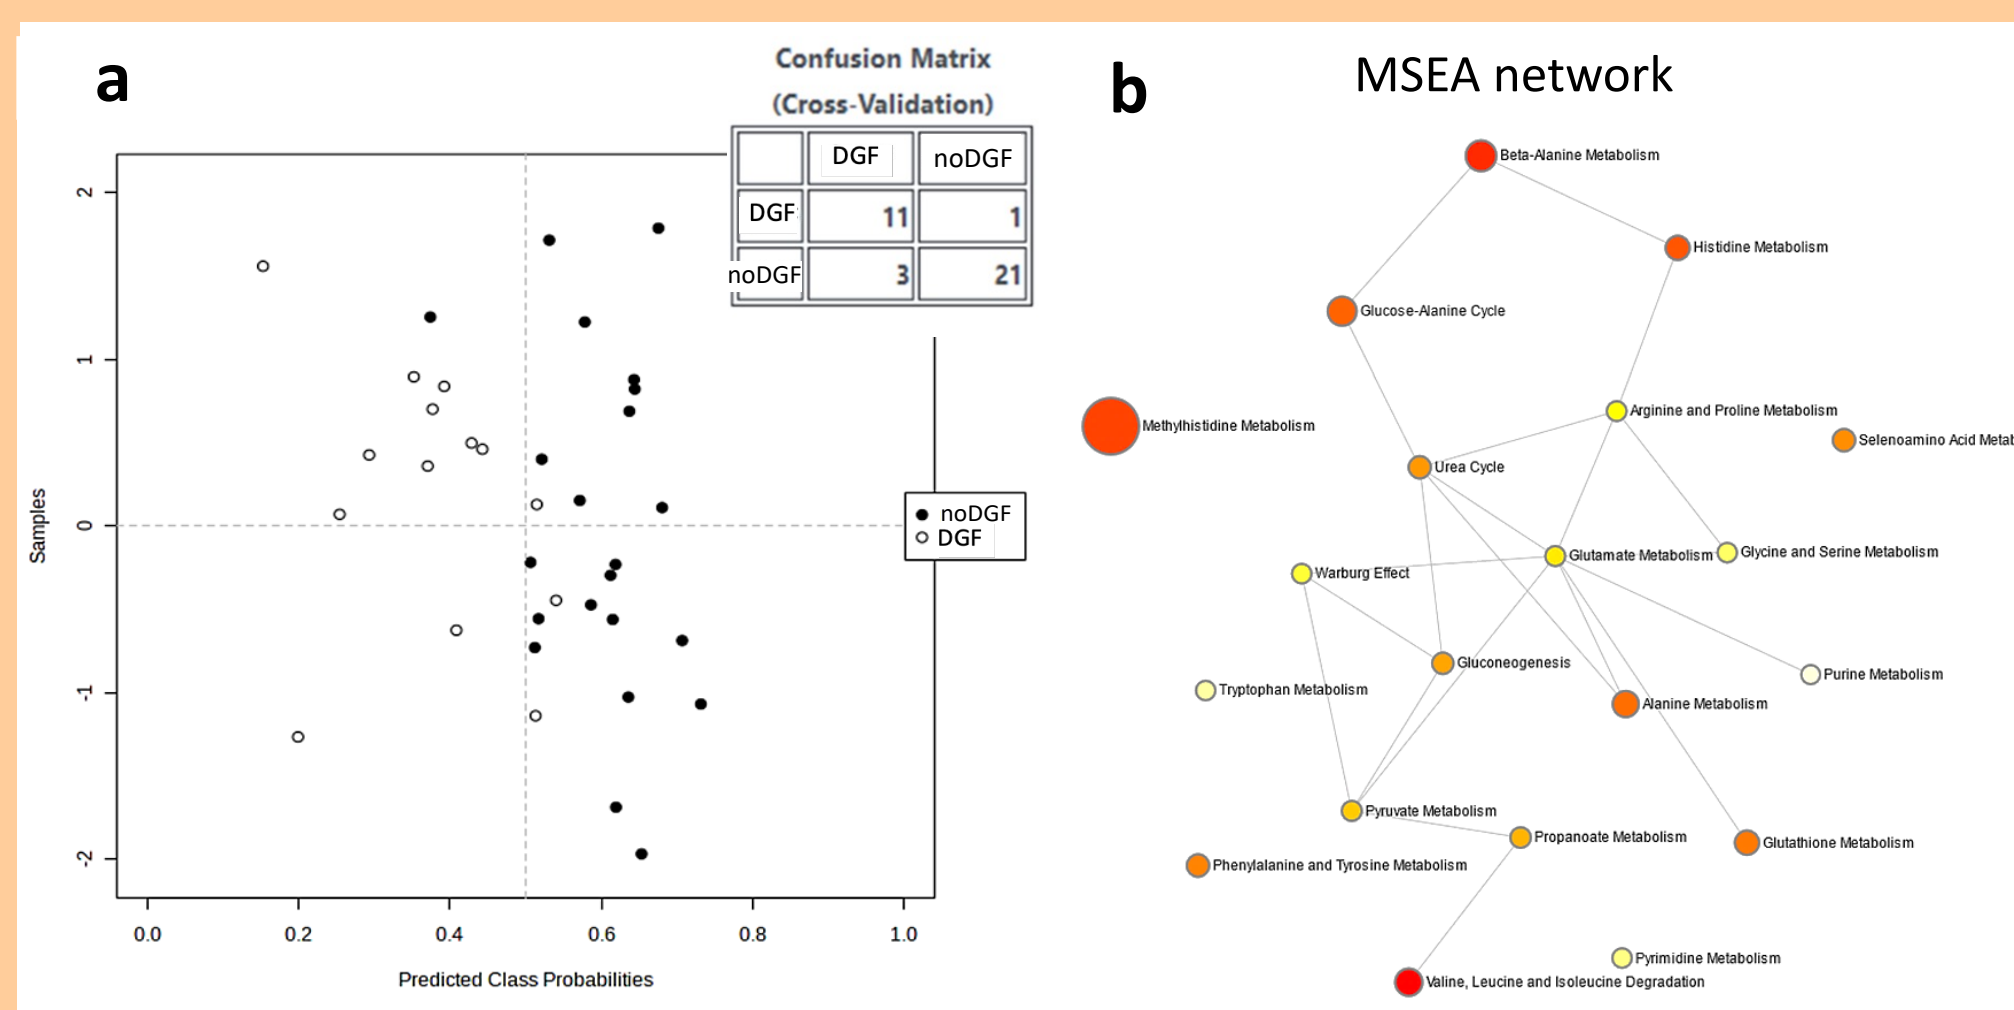 a
Confusion Matrix
(Cross-Validation)
DGF noDGF
DGF 11 1
noDGF 3 21
2
1
0
-1
-2
Samples
noDGF
DGF
0.0 0.2 0.4 0.6 0.8 1.0
Predicted Class Probabilities
b
MSEA network
Beta-Alanine Metabolism
Histidine Metabolism
Glucose-Alanine Cycle
Arginine and Proline Metabolism
Methylhistidine Metabolism
Selenoamino Acid Metab
Urea Cycle
Glutamate Metabolism
Glycine and Serine Metabolism
Warburg Effect
Gluconeogenesis
Purine Metabolism
Tryptophan Metabolism
Alanine Metabolism
Pyruvate Metabolism
Propanoate Metabolism
Glutathione Metabolism
Phenylalanine and Tyrosine Metabolism
Pyrimidine Metabolism
Valine, Leucine and Isoleucine Degradation